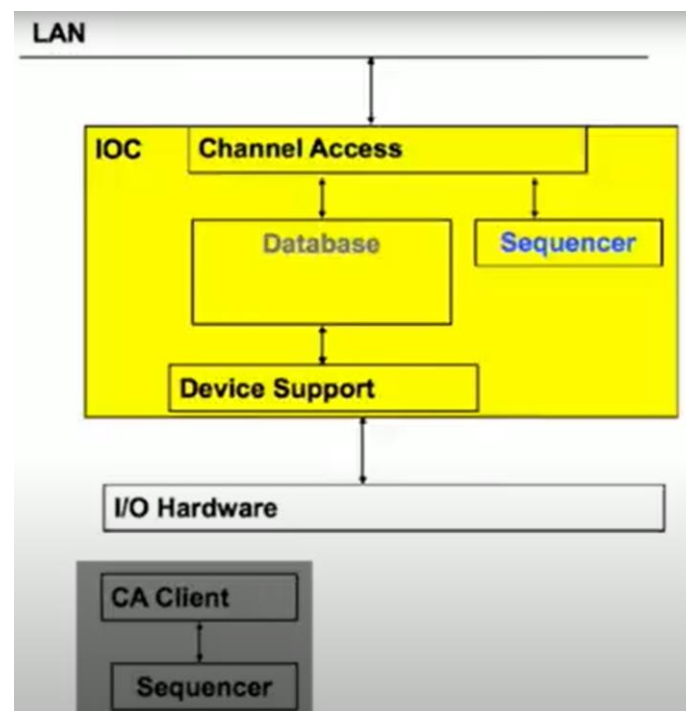 LAN
IOC
Channel Access
Database
Sequencer
Device Support
I/O Hardware
CA Client
Sequencer